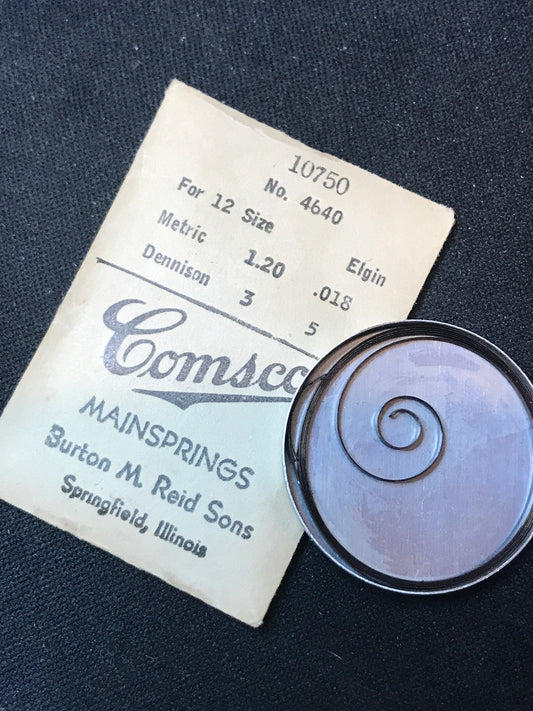 10750
No. 4640
For 12 Size Elgin
Metric 1.20 .018
Dennison 3 5
Comsco
MAINSPRINGS
Burton M. Reid Sons
Springfield, Illinois